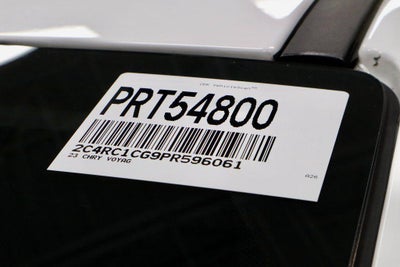 PRT54800
2C4RC1CG9PR596061
23 CHRY VOYAG
026